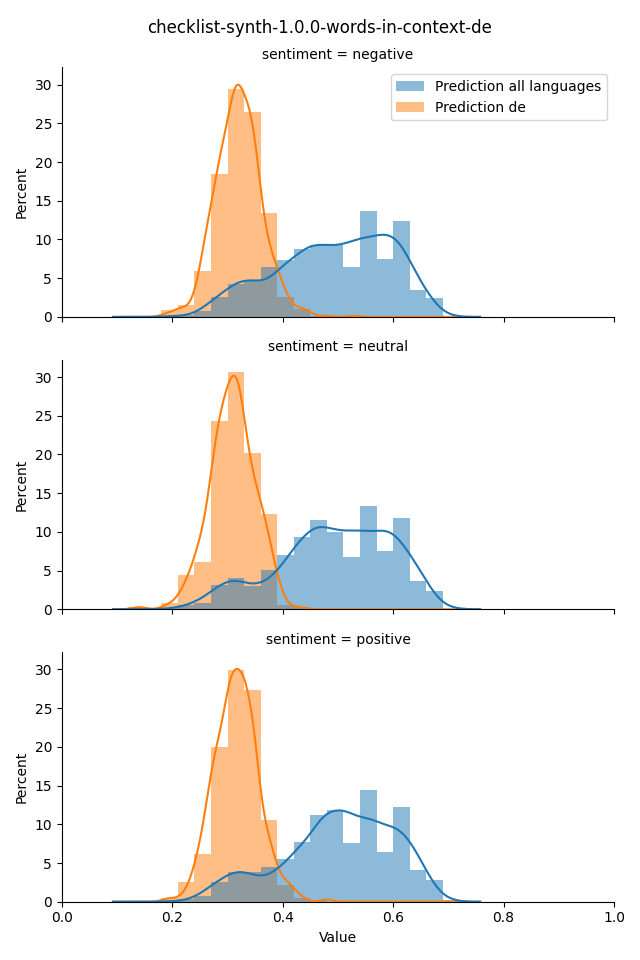 checklist-synth-1.0.0-words-in-context-de
sentiment = negative
Prediction all languages
Prediction de
Percent
30
25
20
15
10
5
0
sentiment = neutral
Percent
30
25
20
15
10
5
0
sentiment = positive
Percent
30
25
20
15
10
5
0
0.0 0.2 0.4 0.6 0.8 1.0
Value